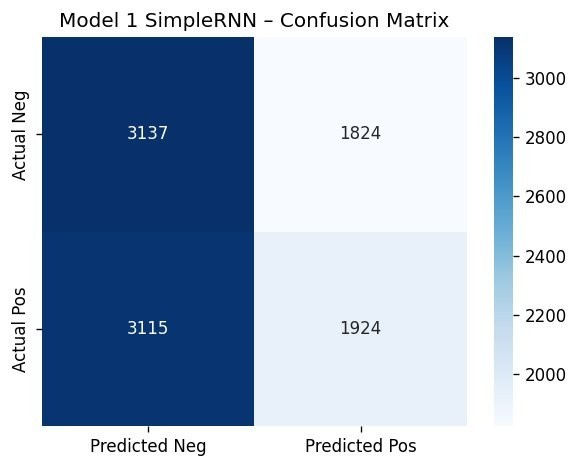 Model 1 SimpleRNN – Confusion Matrix
Actual Neg
3137
1824
Actual Pos
3115
1924
Predicted Neg
Predicted Pos
3000
2800
2600
2400
2200
2000